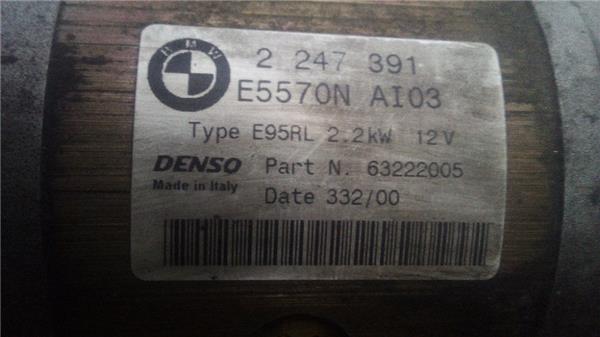 BMW
2 247 391
E5570N AI03
Type E95RL 2.2kW 12V
DENSO Part N. 63222005
Made in Italy
Date 332/00